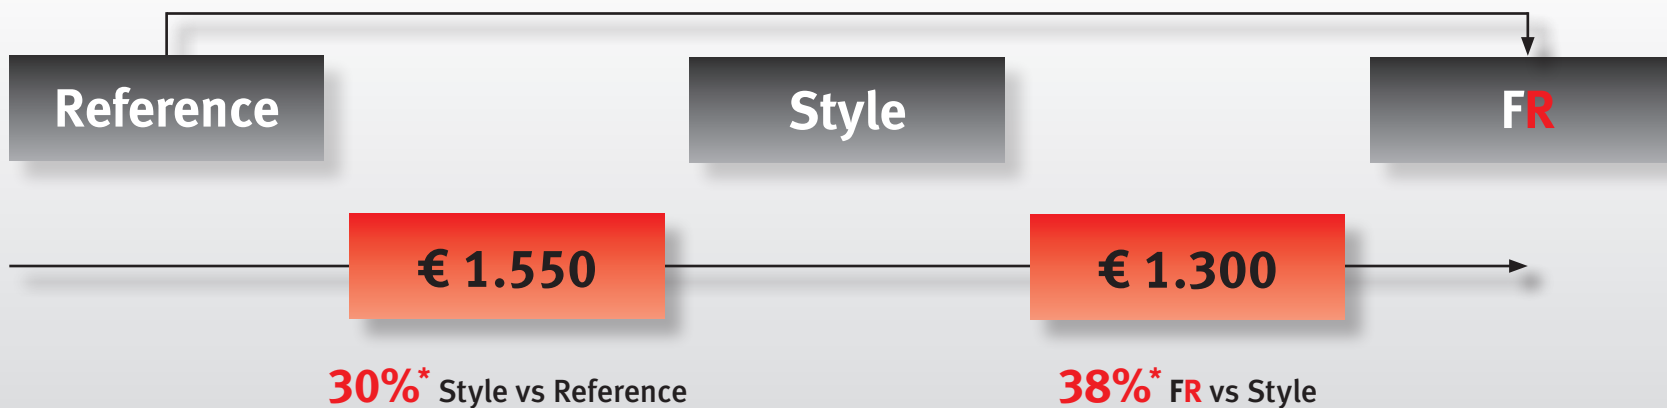 Reference
Style
FR
€ 1.550
€ 1.300
30%* Style vs Reference
38%* FR vs Style